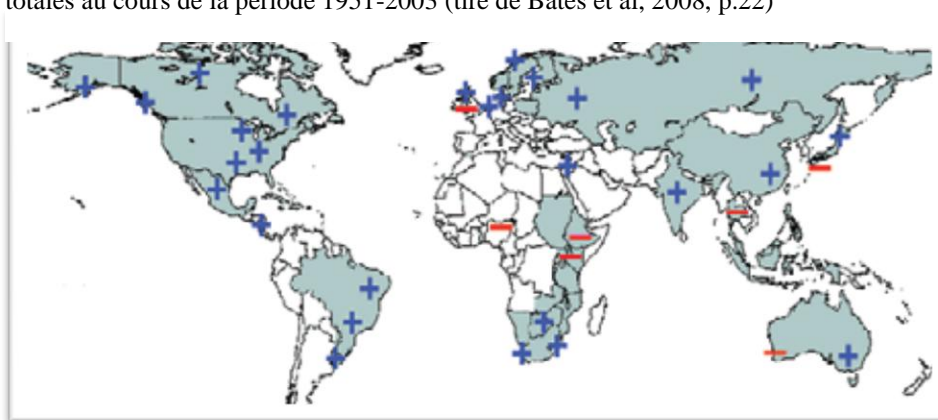 totales au cours de la période 1951-2003 (tiré de Bates et al, 2008, p.22)